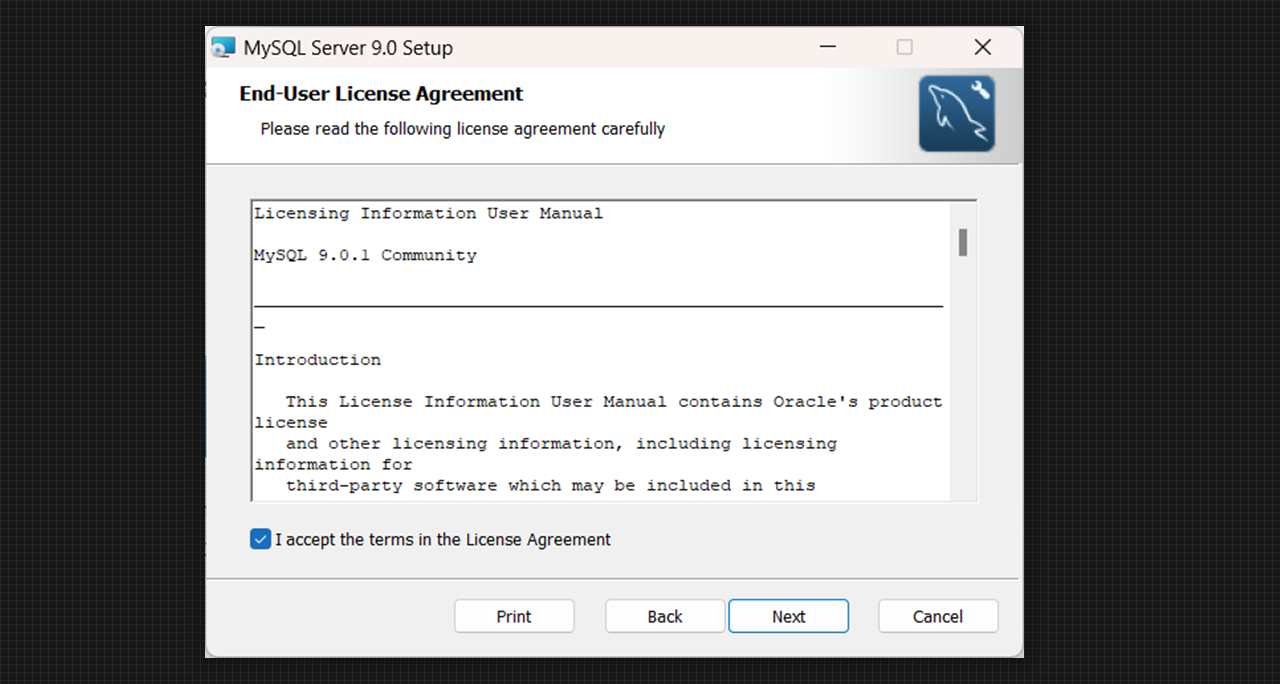 MySQL Server 9.0 Setup
End-User License Agreement
Please read the following license agreement carefully
Licensing Information User Manual
MySQL 9.0.1 Community
Introduction
This License Information User Manual contains Oracle's product
license
and other licensing information, including licensing
information for
third-party software which may be included in this
I accept the terms in the License Agreement
Print
Back
Next
Cancel